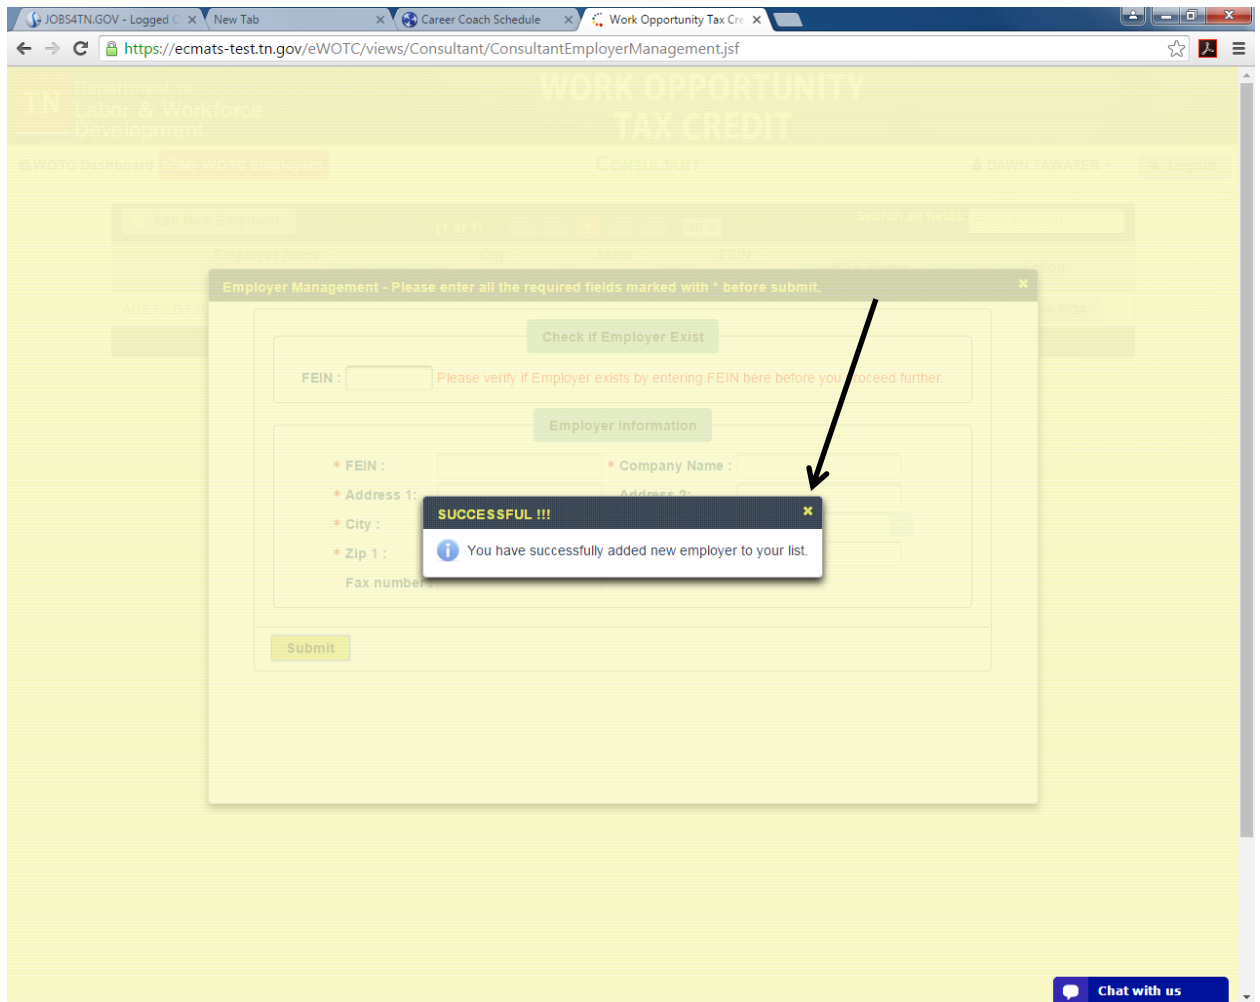 JOBS4TN.GOV - Logged
New Tab
Career Coach Schedule
Work Opportunity Tax Cre
https://ecmats-test.tn.gov/eWOTC/views/Consultant/ConsultantEmployerManagement.jsf
TN
Department of
Labor & Workforce
Development
WORK OPPORTUNITY
TAX CREDIT
WOTC Dashboard
My WOTC Employers
CONSULTANT
DAWN TAWATER
Logout
Add New Employer
[1 of 1]
1
10
Search all fields
Employer Name
City
State
FEIN
AGE OLD
POA
Employer Management - Please enter all the required fields marked with * before submit.
Check if Employer Exist
FEIN :
Please verify if Employer exists by entering FEIN here before you proceed further.
Employer Information
* FEIN :
* Company Name :
* Address 1:
Address 2:
* City :
* Zip 1 :
Fax number :
SUCCESSFUL !!!
You have successfully added new employer to your list.
Submit
Chat with us